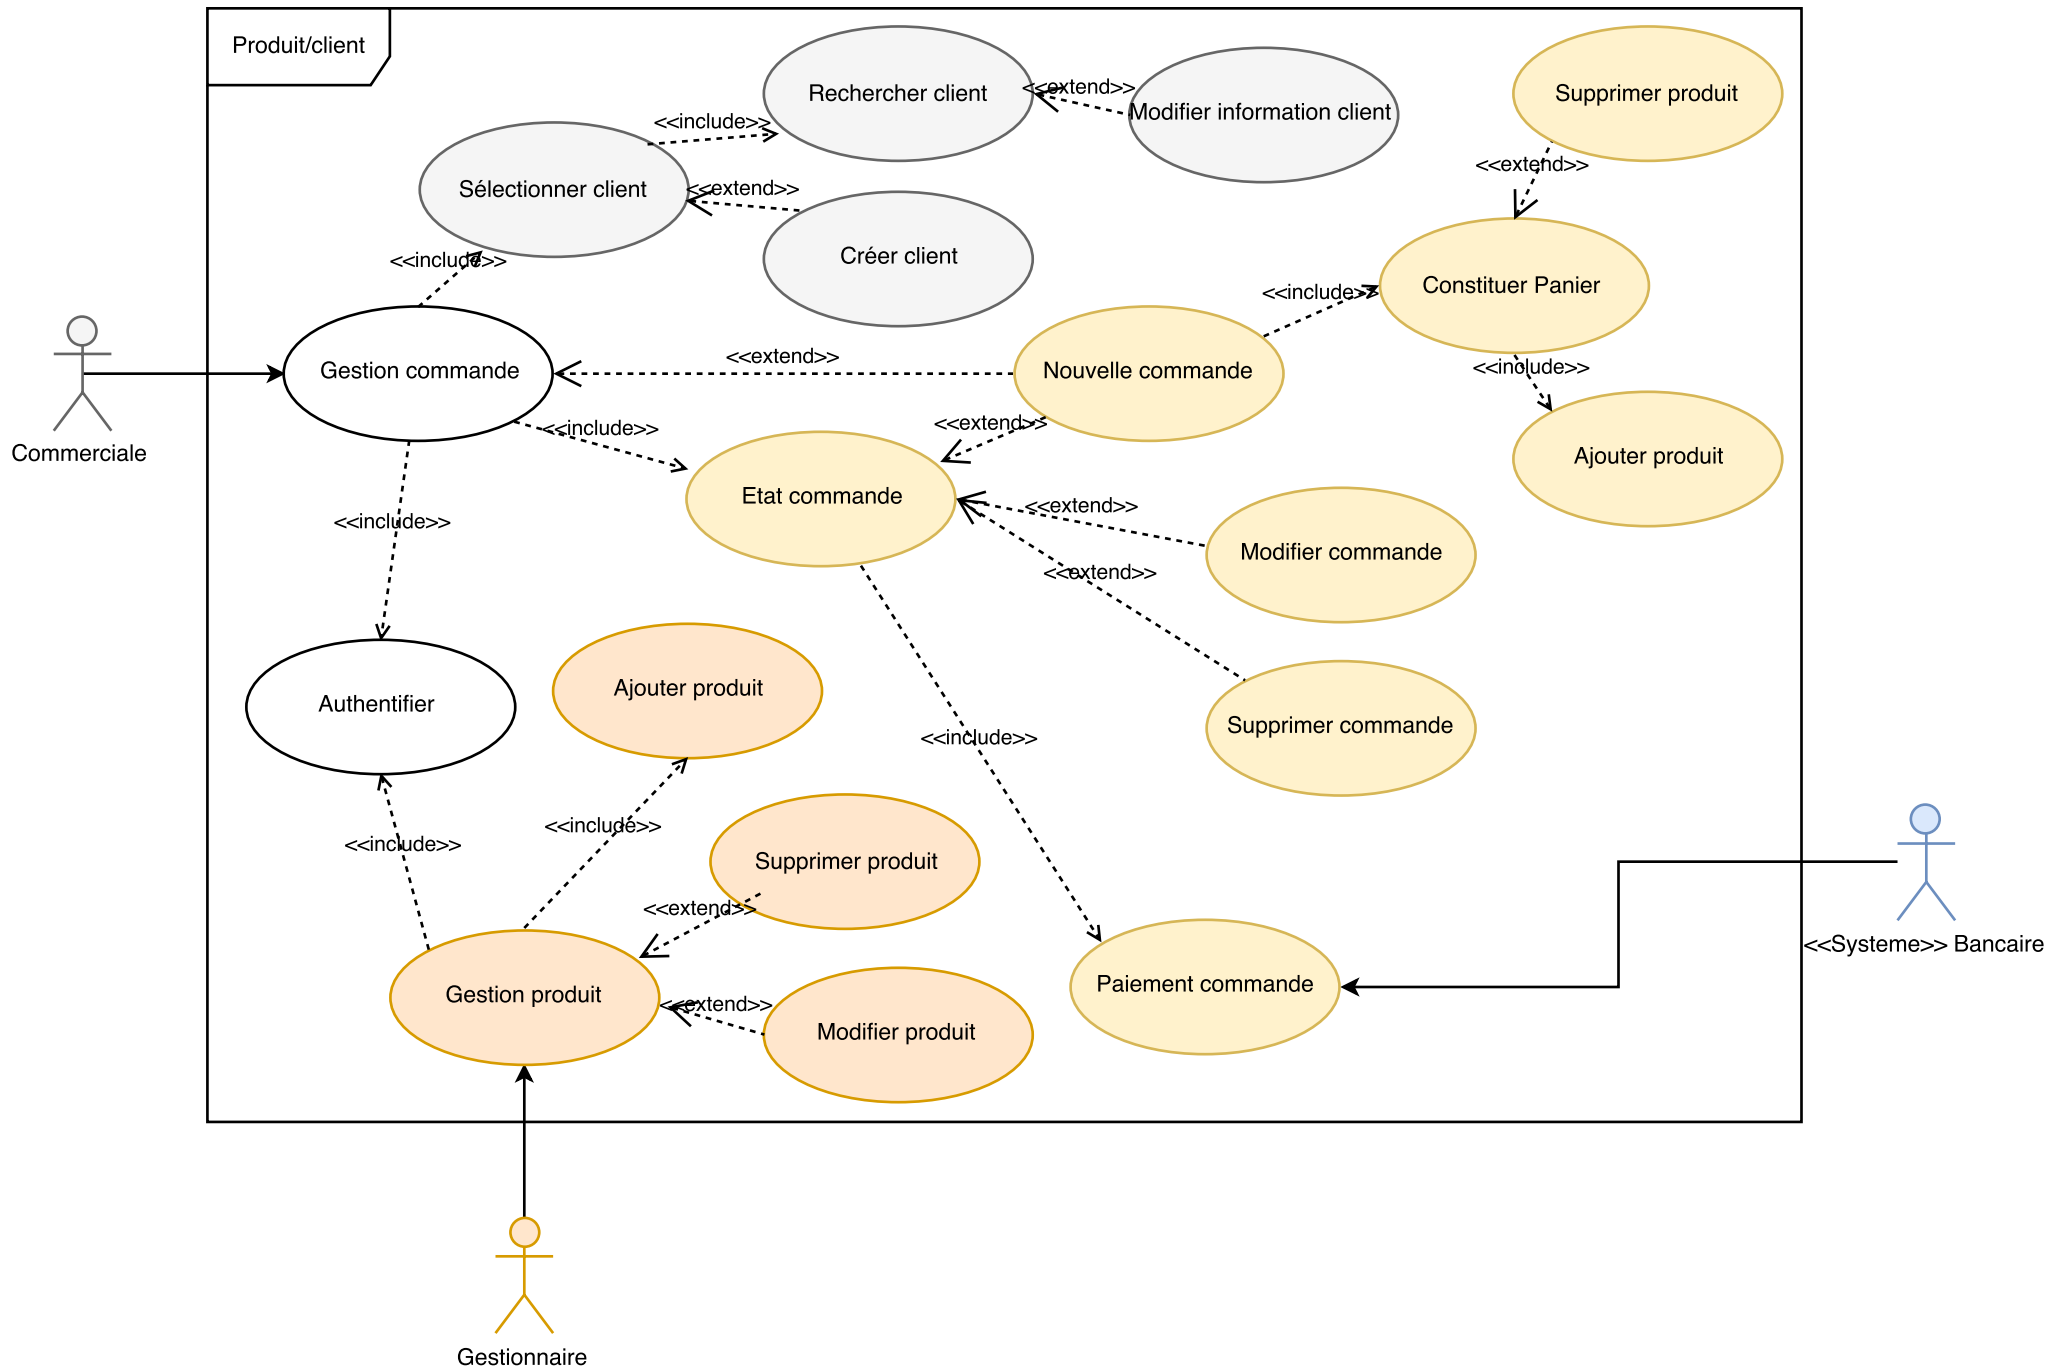 Produit/client
Rechercher client
<<extend>>
Modifier information client
Supprimer produit
<<include>>
Sélectionner client
<<extend>>
Créer client
<<extend>>
<<include>>
Constituer Panier
<<include>>
Gestion commande
<<extend>>
Nouvelle commande
<<include>>
Commerciale
<<include>>
<<extend>>
Ajouter produit
Etat commande
<<extend>>
Modifier commande
<<include>>
<<extend>>
Authentifier
Ajouter produit
Supprimer commande
<<include>>
<<include>>
<<include>>
Supprimer produit
<<extend>>
<<Systeme>> Bancaire
Gestion produit
<<extend>>
Modifier produit
Paiement commande
Gestionnaire